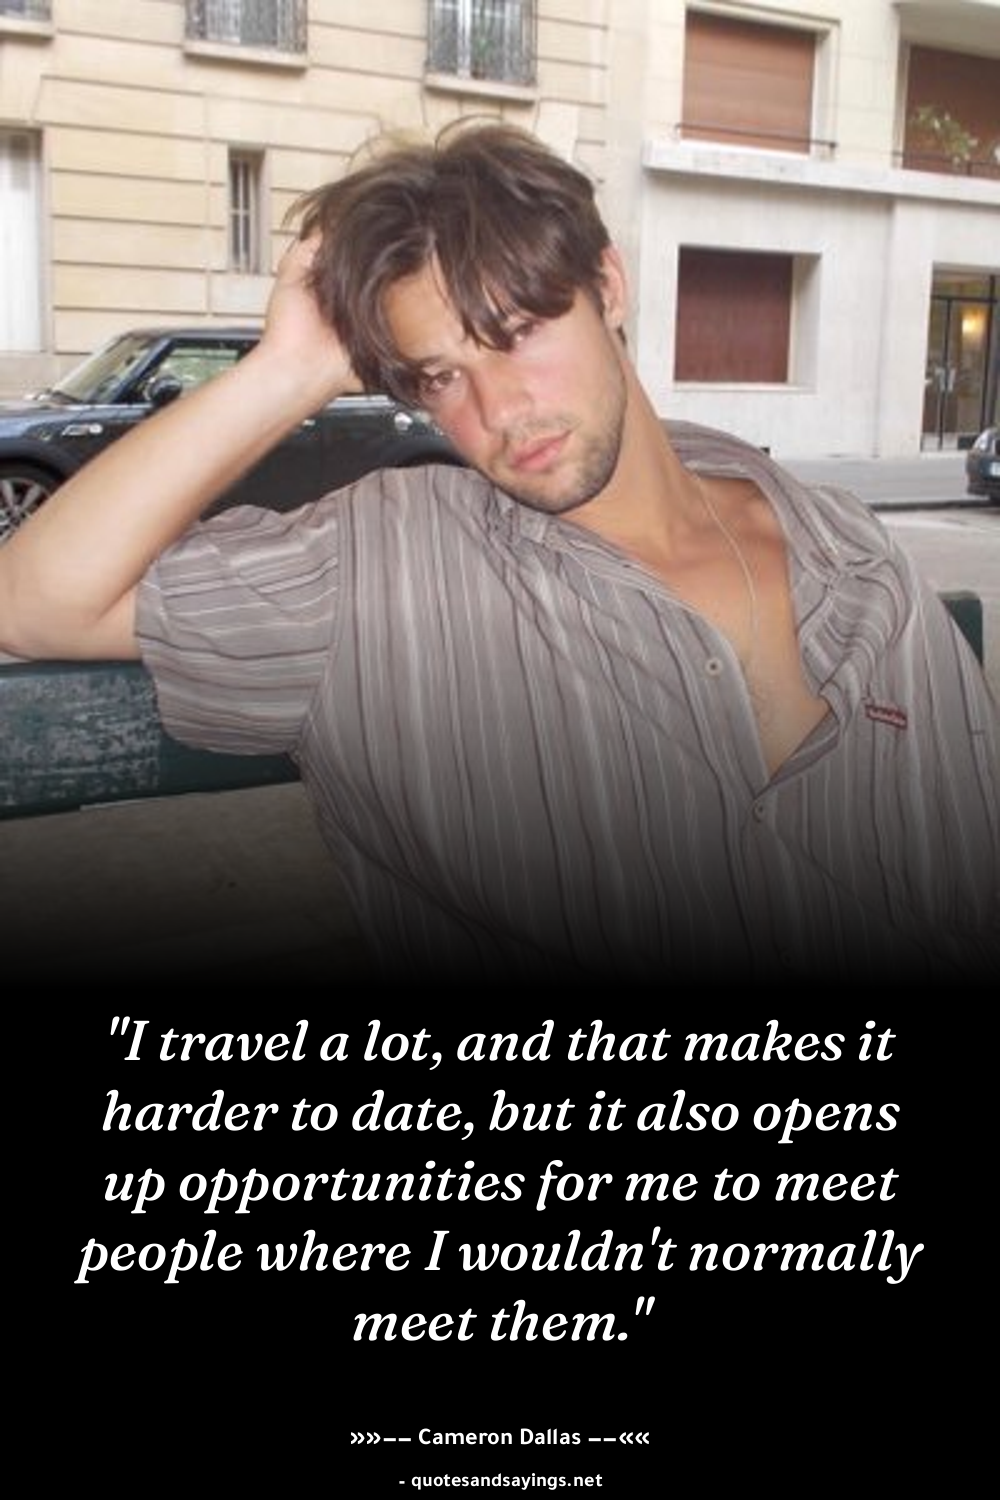 "I travel a lot, and that makes it
harder to date, but it also opens
up opportunities for me to meet
people where I wouldn't normally
meet them."
»»–– Cameron Dallas ––««
- quotesandsayings.net